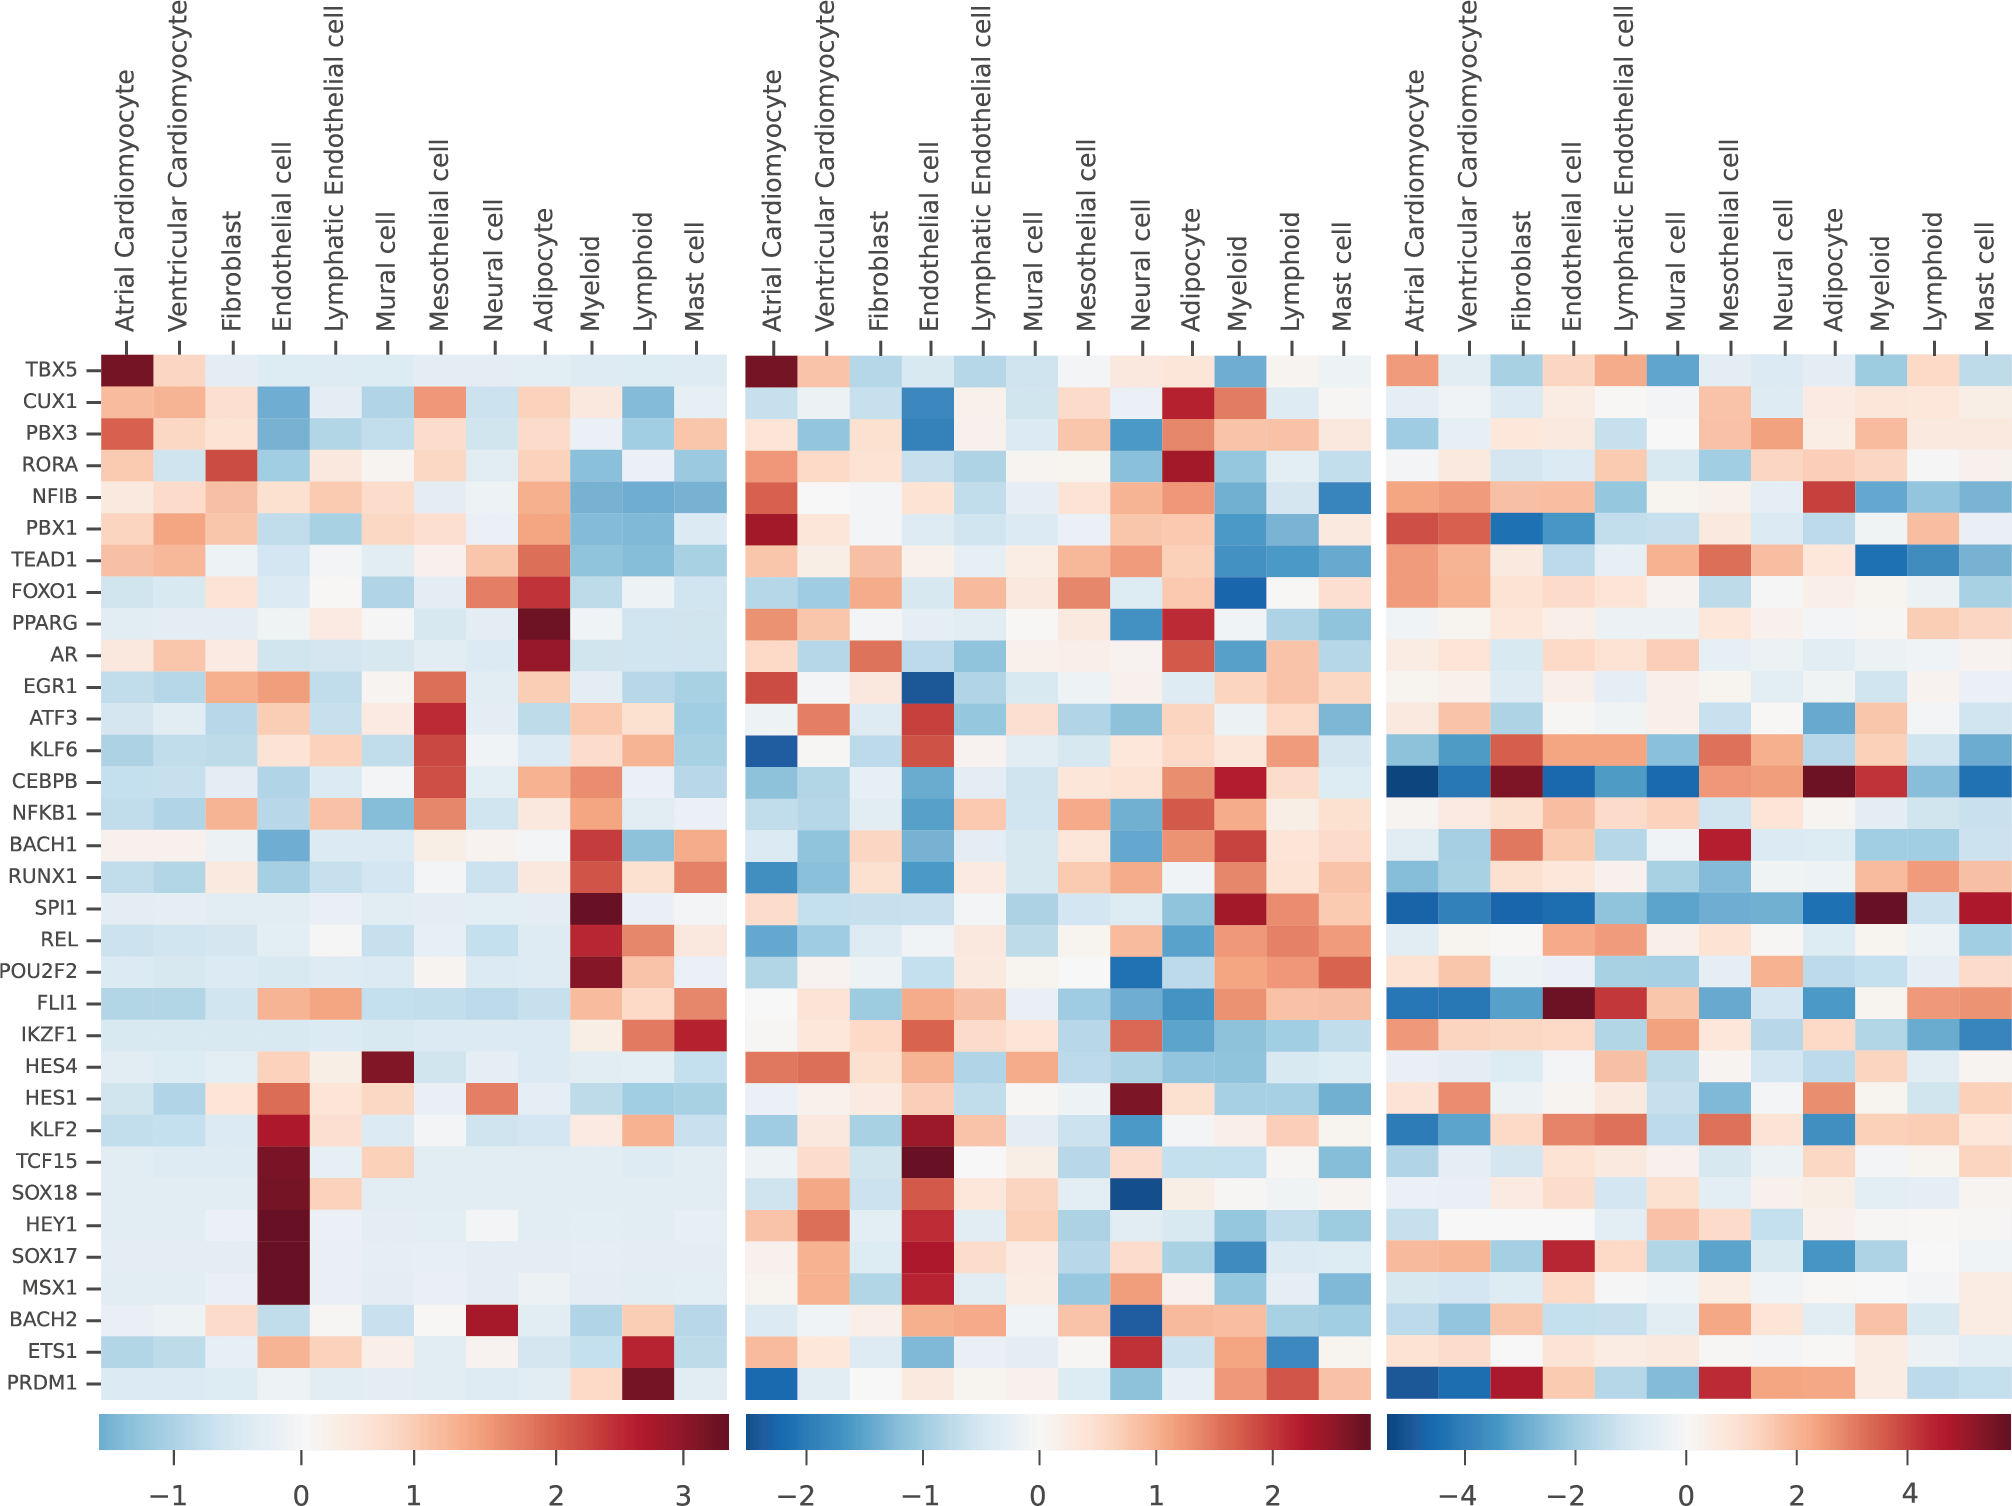 Atrial Cardiomyocyte
Ventricular Cardiomyocyte
Fibroblast
Endothelial cell
Lymphatic Endothelial cell
Mural cell
Mesothelial cell
Neural cell
Adipocyte
Myeloid
Lymphoid
Mast cell
Atrial Cardiomyocyte
Ventricular Cardiomyocyte
Fibroblast
Endothelial cell
Lymphatic Endothelial cell
Mural cell
Mesothelial cell
Neural cell
Adipocyte
Myeloid
Lymphoid
Mast cell
Atrial Cardiomyocyte
Ventricular Cardiomyocyte
Fibroblast
Endothelial cell
Lymphatic Endothelial cell
Mural cell
Mesothelial cell
Neural cell
Adipocyte
Myeloid
Lymphoid
Mast cell
TBX5
CUX1
PBX3
RORA
NFIB
PBX1
TEAD1
FOXO1
PPARG
AR
EGR1
ATF3
KLF6
CEBPB
NFKB1
BACH1
RUNX1
SPI1
REL
POU2F2
FLI1
IKZF1
HES4
HES1
KLF2
TCF15
SOX18
HEY1
SOX17
MSX1
BACH2
ETS1
PRDM1
−1 0 1 2 3
−2 −1 0 1 2
−4 −2 0 2 4